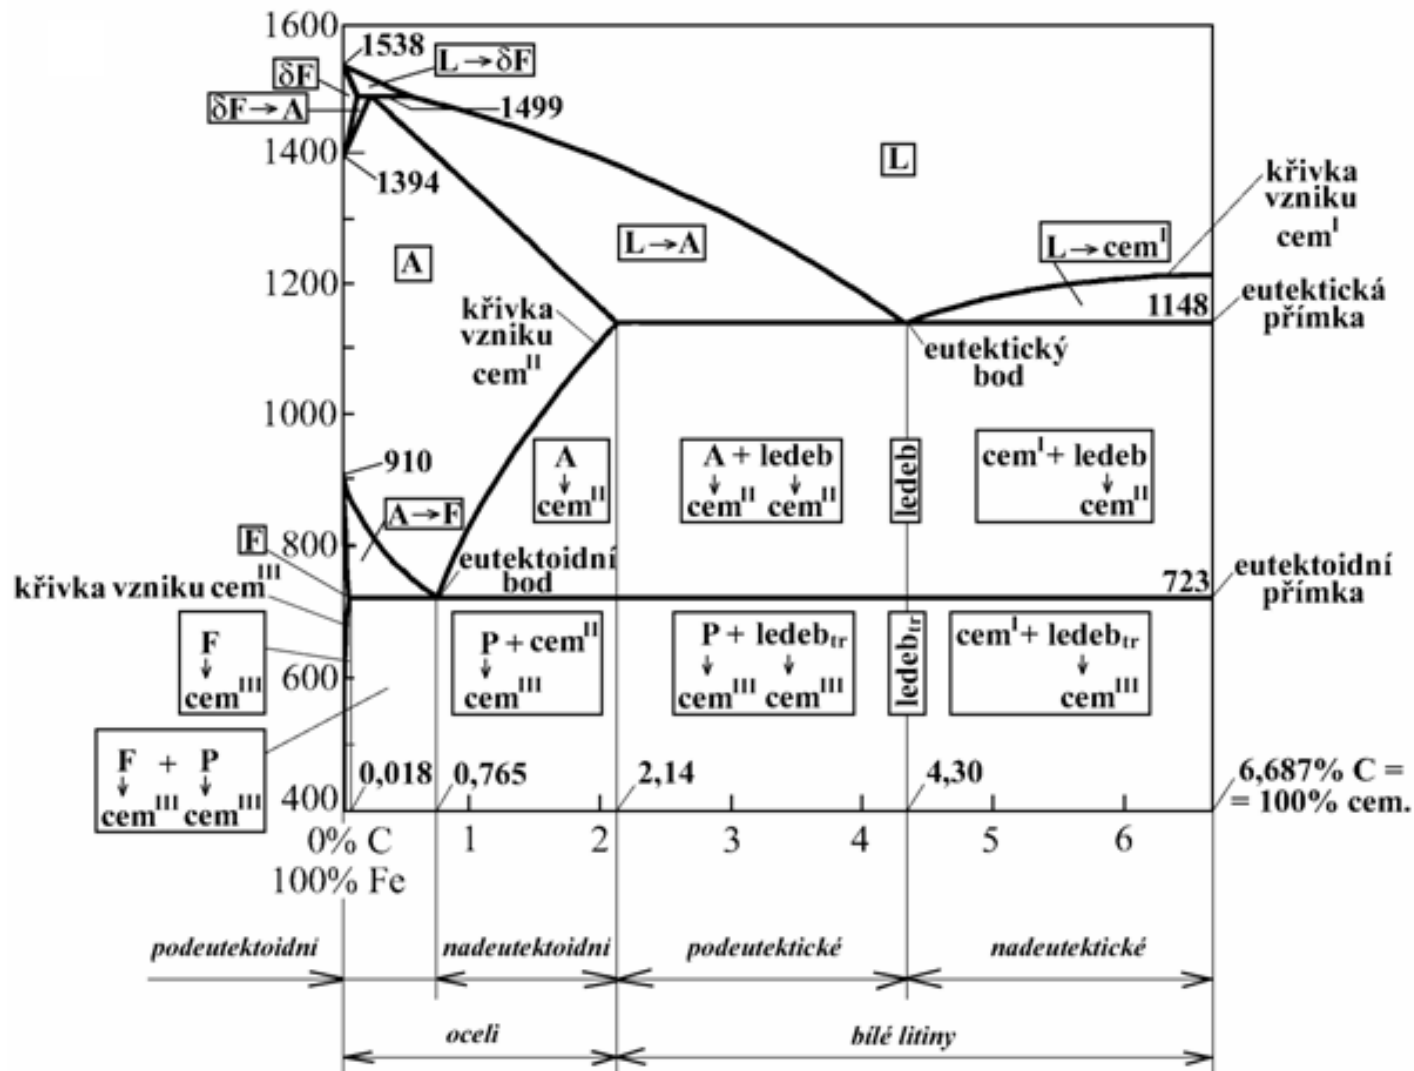 1600
1538
L→δF
δF
δF→A
1499
1400
1394
L
křivka
vzniku
cem^I
L→A
L→cem^I
A
1200
křivka
vzniku
cem^II
1148
eutektická
přímka
eutektický
bod
1000
910
A
↓
cem^II
A + ledeb
↓ ↓
cem^II cem^II
ledeb
cem^I + ledeb
↓
cem^II
A→F
F
800
eutektoidní
bod
723
eutektoidní
přímka
křivka vzniku cem^III
F
↓
cem^III
600
P + cem^II
↓
cem^III
P + ledeb_tr
↓ ↓
cem^III cem^III
ledeb_tr
cem^I + ledeb_tr
↓
cem^III
F + P
↓ ↓
cem^III cem^III
400
0,018
0,765
2,14
4,30
6,687% C =
= 100% cem.
0% C 1 2 3 4 5 6
100% Fe
podeutektoidní nadeutektoidní podeutektické nadeutektické
oceli bílé litiny